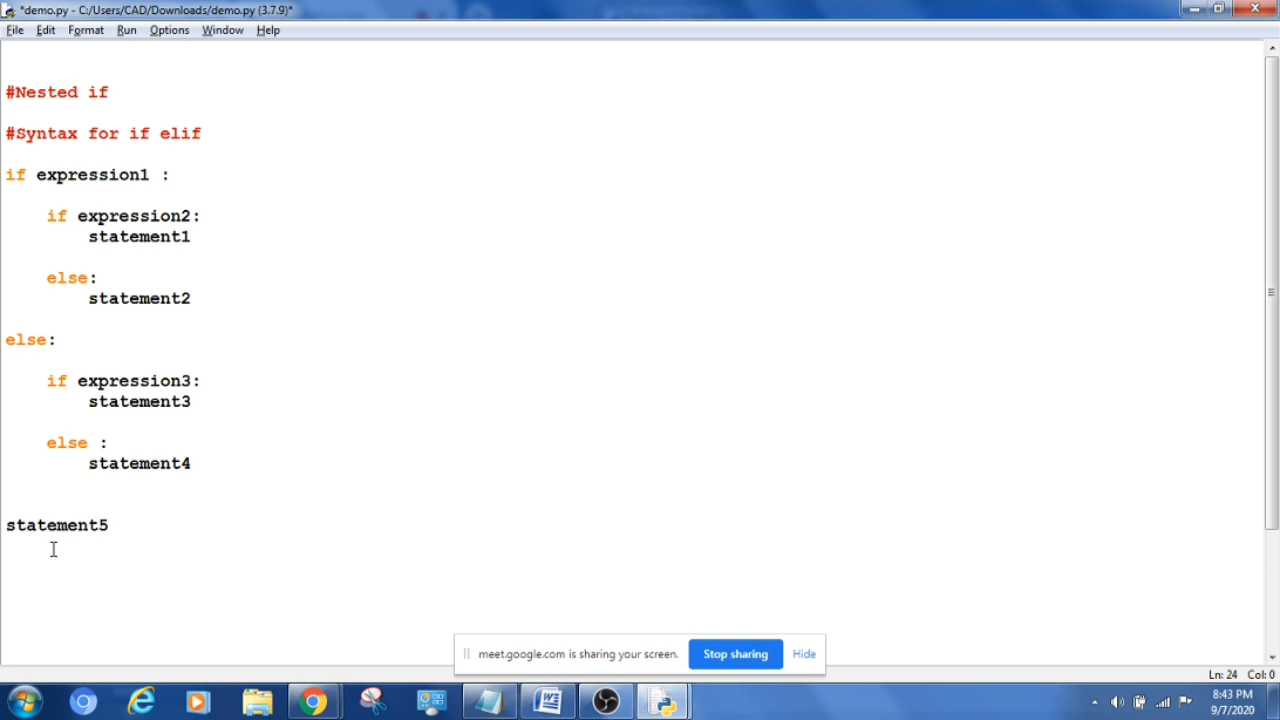 *demo.py - C:/Users/CAD/Downloads/demo.py (3.7.9)*
File Edit Format Run Options Window Help
#Nested if
#Syntax for if elif
if expression1 :
if expression2:
statement1
else:
statement2
else:
if expression3:
statement3
else :
statement4
statement5
meet.google.com is sharing your screen. Stop sharing Hide
Ln: 24 Col: 0
8:43 PM
9/7/2020